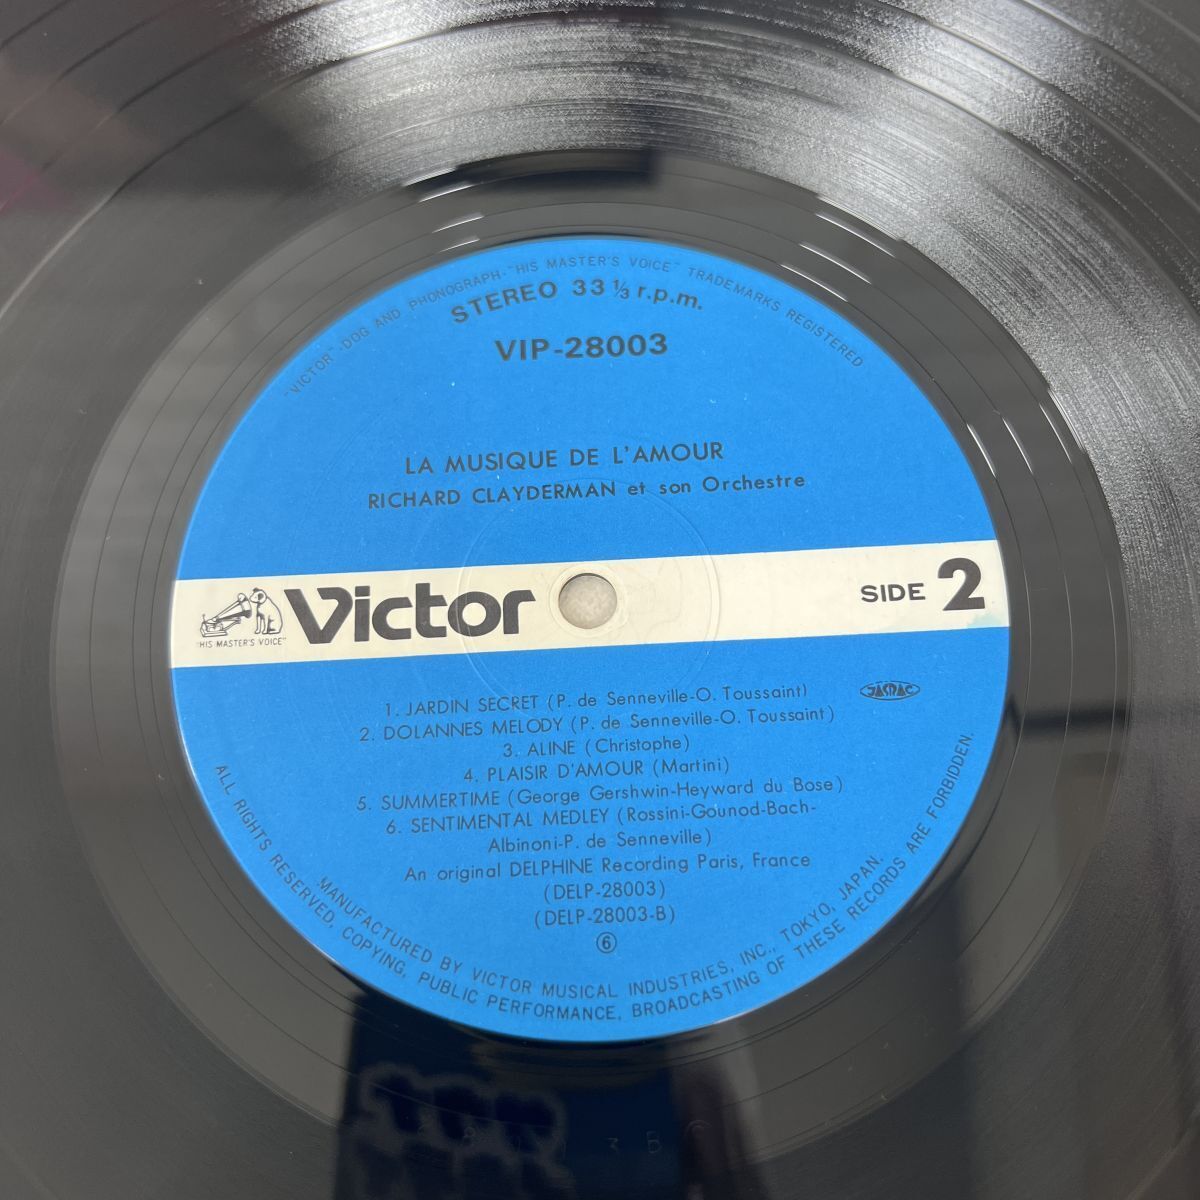 "VICTOR"-DOG AND PHONOGRAPH-"HIS MASTER'S VOICE" TRADEMARKS REGISTERED
STEREO 33 ⅓ r.p.m.
VIP-28003
LA MUSIQUE DE L'AMOUR
RICHARD CLAYDERMAN et son Orchestre
"HIS MASTER'S VOICE"
Victor
SIDE 2
1. JARDIN SECRET (P. de Senneville-O. Toussaint)
JASRAC
2. DOLANNES MELODY (P. de Senneville-O. Toussaint)
3. ALINE (Christophe)
4. PLAISIR D'AMOUR (Martini)
5. SUMMERTIME (George Gershwin-Heyward du Bose)
6. SENTIMENTAL MEDLEY (Rossini-Gounod-Bach-
Albinoni-P. de Senneville)
An original DELPHINE Recording Paris, France
(DELP-28003)
(DELP-28003-B)
⑥
MANUFACTURED BY VICTOR MUSICAL INDUSTRIES, INC., TOKYO, JAPAN.
ALL RIGHTS RESERVED, COPYING, PUBLIC PERFORMANCE, BROADCASTING OF THESE RECORDS ARE FORBIDDEN.